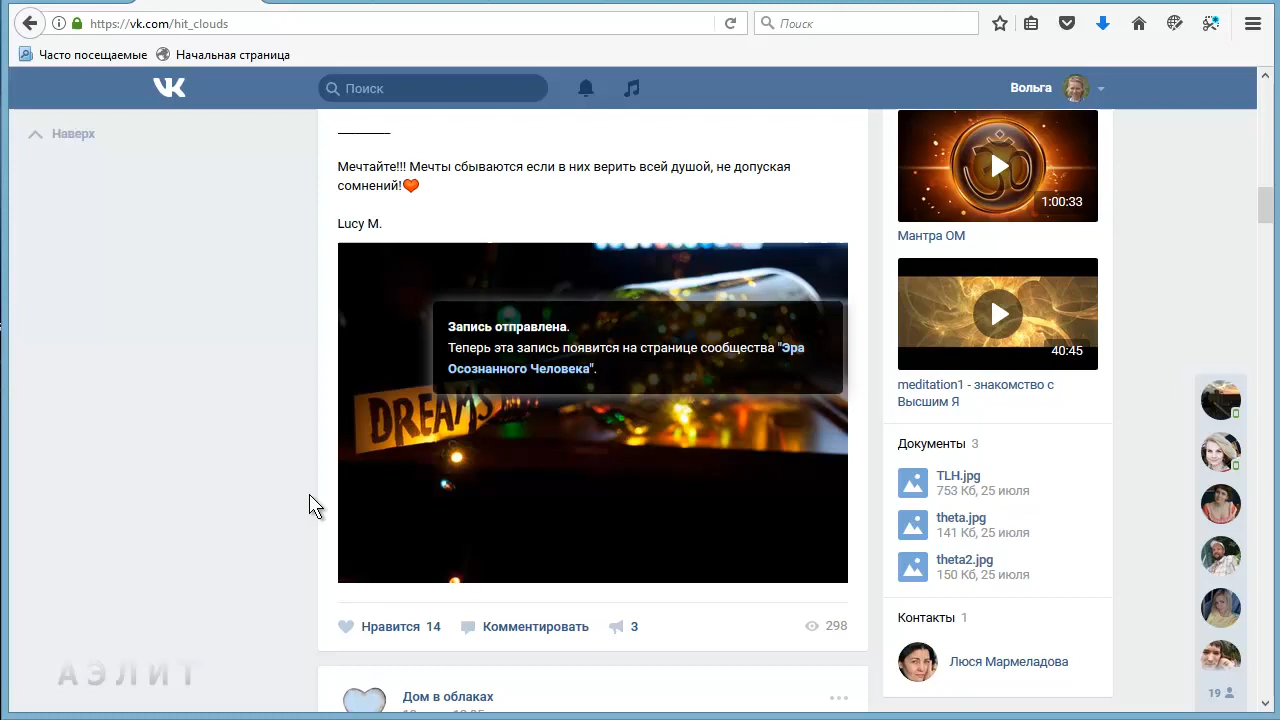 https://vk.com/hit_clouds
Поиск
Часто посещаемые
Начальная страница
Поиск
Вольга
Наверх
Мечтайте!!! Мечты сбываются если в них верить всей душой, не допуская
сомнений!
Lucy M.
DREAMS
Запись отправлена.
Теперь эта запись появится на странице сообщества "Эра
Осознанного Человека".
Нравится 14
Комментировать
3
298
Дом в облаках
1:00:33
Мантра ОМ
40:45
meditation1 - знакомство с
Высшим Я
Документы 3
TLH.jpg
753 Кб, 25 июля
theta.jpg
141 Кб, 25 июля
theta2.jpg
150 Кб, 25 июля
Контакты 1
Люся Мармеладова
19
АЭЛИТ